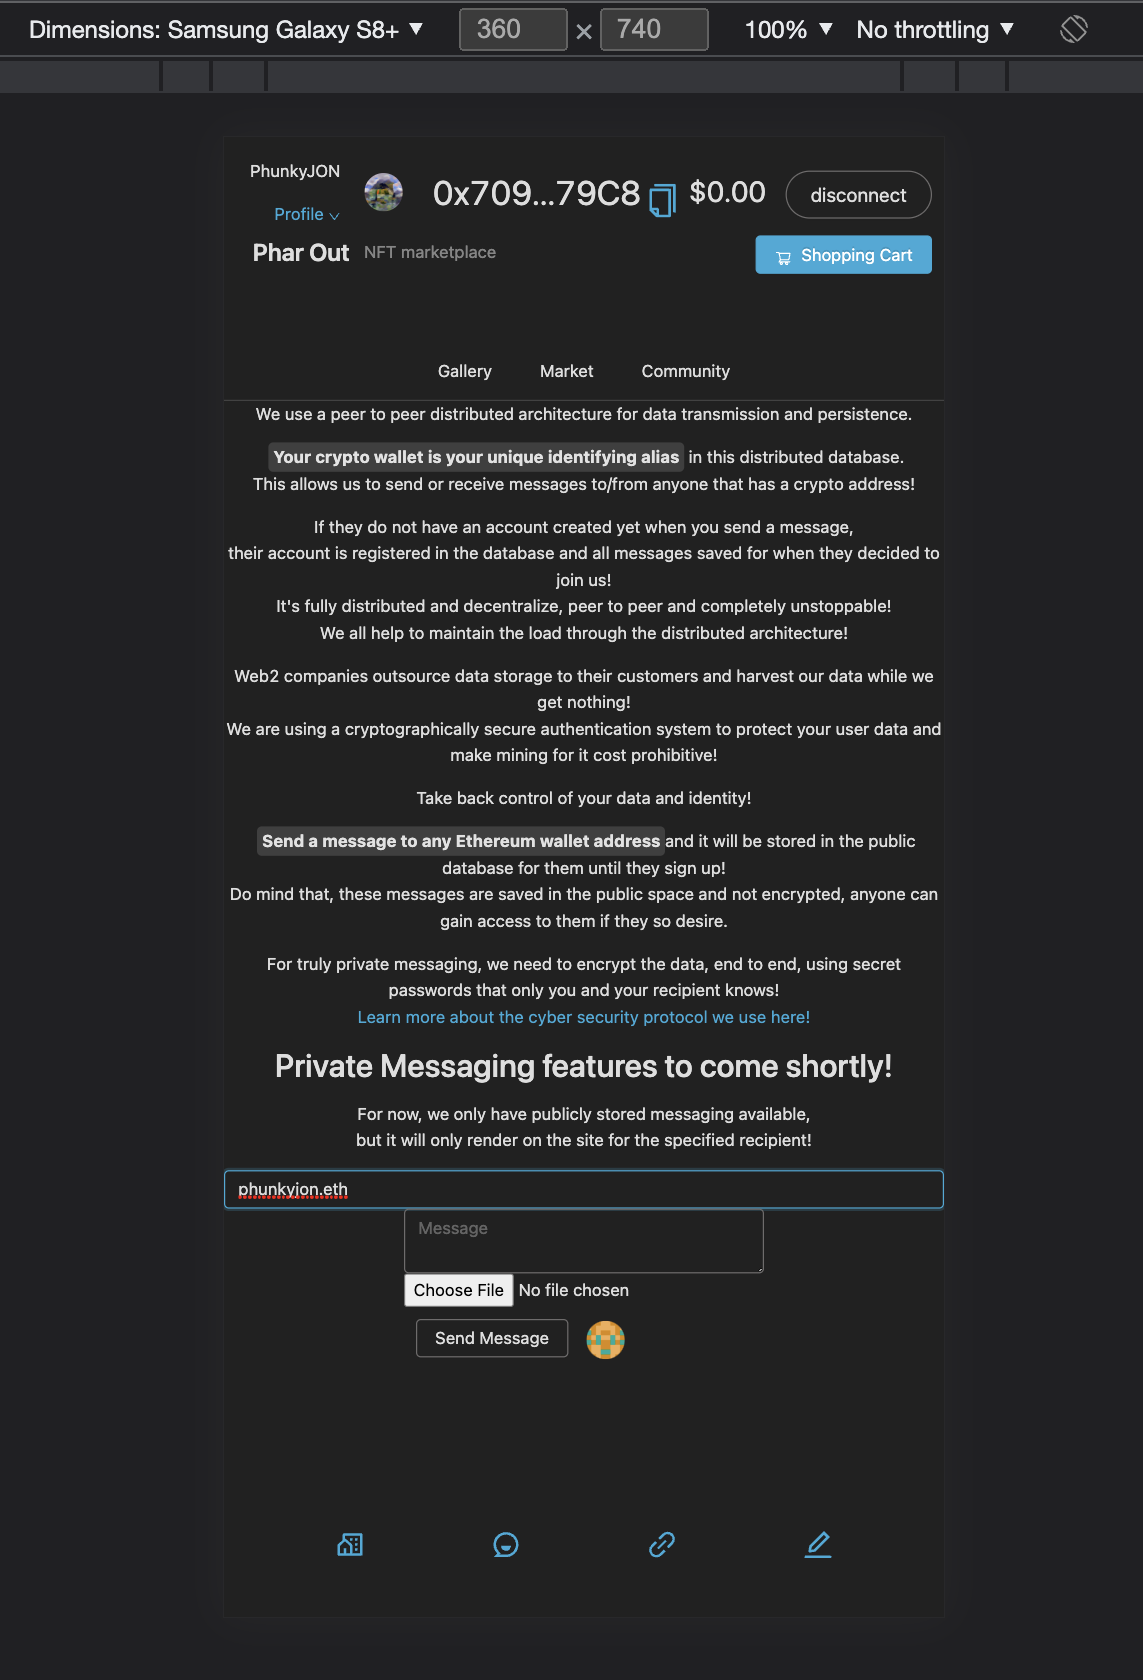 Dimensions: Samsung Galaxy S8+ ▼ 360 × 740 100% ▼ No throttling ▼
PhunkyJON
Profile
0x709...79C8 $0.00 disconnect
Phar Out NFT marketplace
Shopping Cart
Gallery Market Community
We use a peer to peer distributed architecture for data transmission and persistence.
Your crypto wallet is your unique identifying alias in this distributed database.
This allows us to send or receive messages to/from anyone that has a crypto address!
If they do not have an account created yet when you send a message,
their account is registered in the database and all messages saved for when they decided to
join us!
It's fully distributed and decentralize, peer to peer and completely unstoppable!
We all help to maintain the load through the distributed architecture!
Web2 companies outsource data storage to their customers and harvest our data while we
get nothing!
We are using a cryptographically secure authentication system to protect your user data and
make mining for it cost prohibitive!
Take back control of your data and identity!
Send a message to any Ethereum wallet address and it will be stored in the public
database for them until they sign up!
Do mind that, these messages are saved in the public space and not encrypted, anyone can
gain access to them if they so desire.
For truly private messaging, we need to encrypt the data, end to end, using secret
passwords that only you and your recipient knows!
Learn more about the cyber security protocol we use here!
Private Messaging features to come shortly!
For now, we only have publicly stored messaging available,
but it will only render on the site for the specified recipient!
phunkyjon.eth
Message
Choose File No file chosen
Send Message